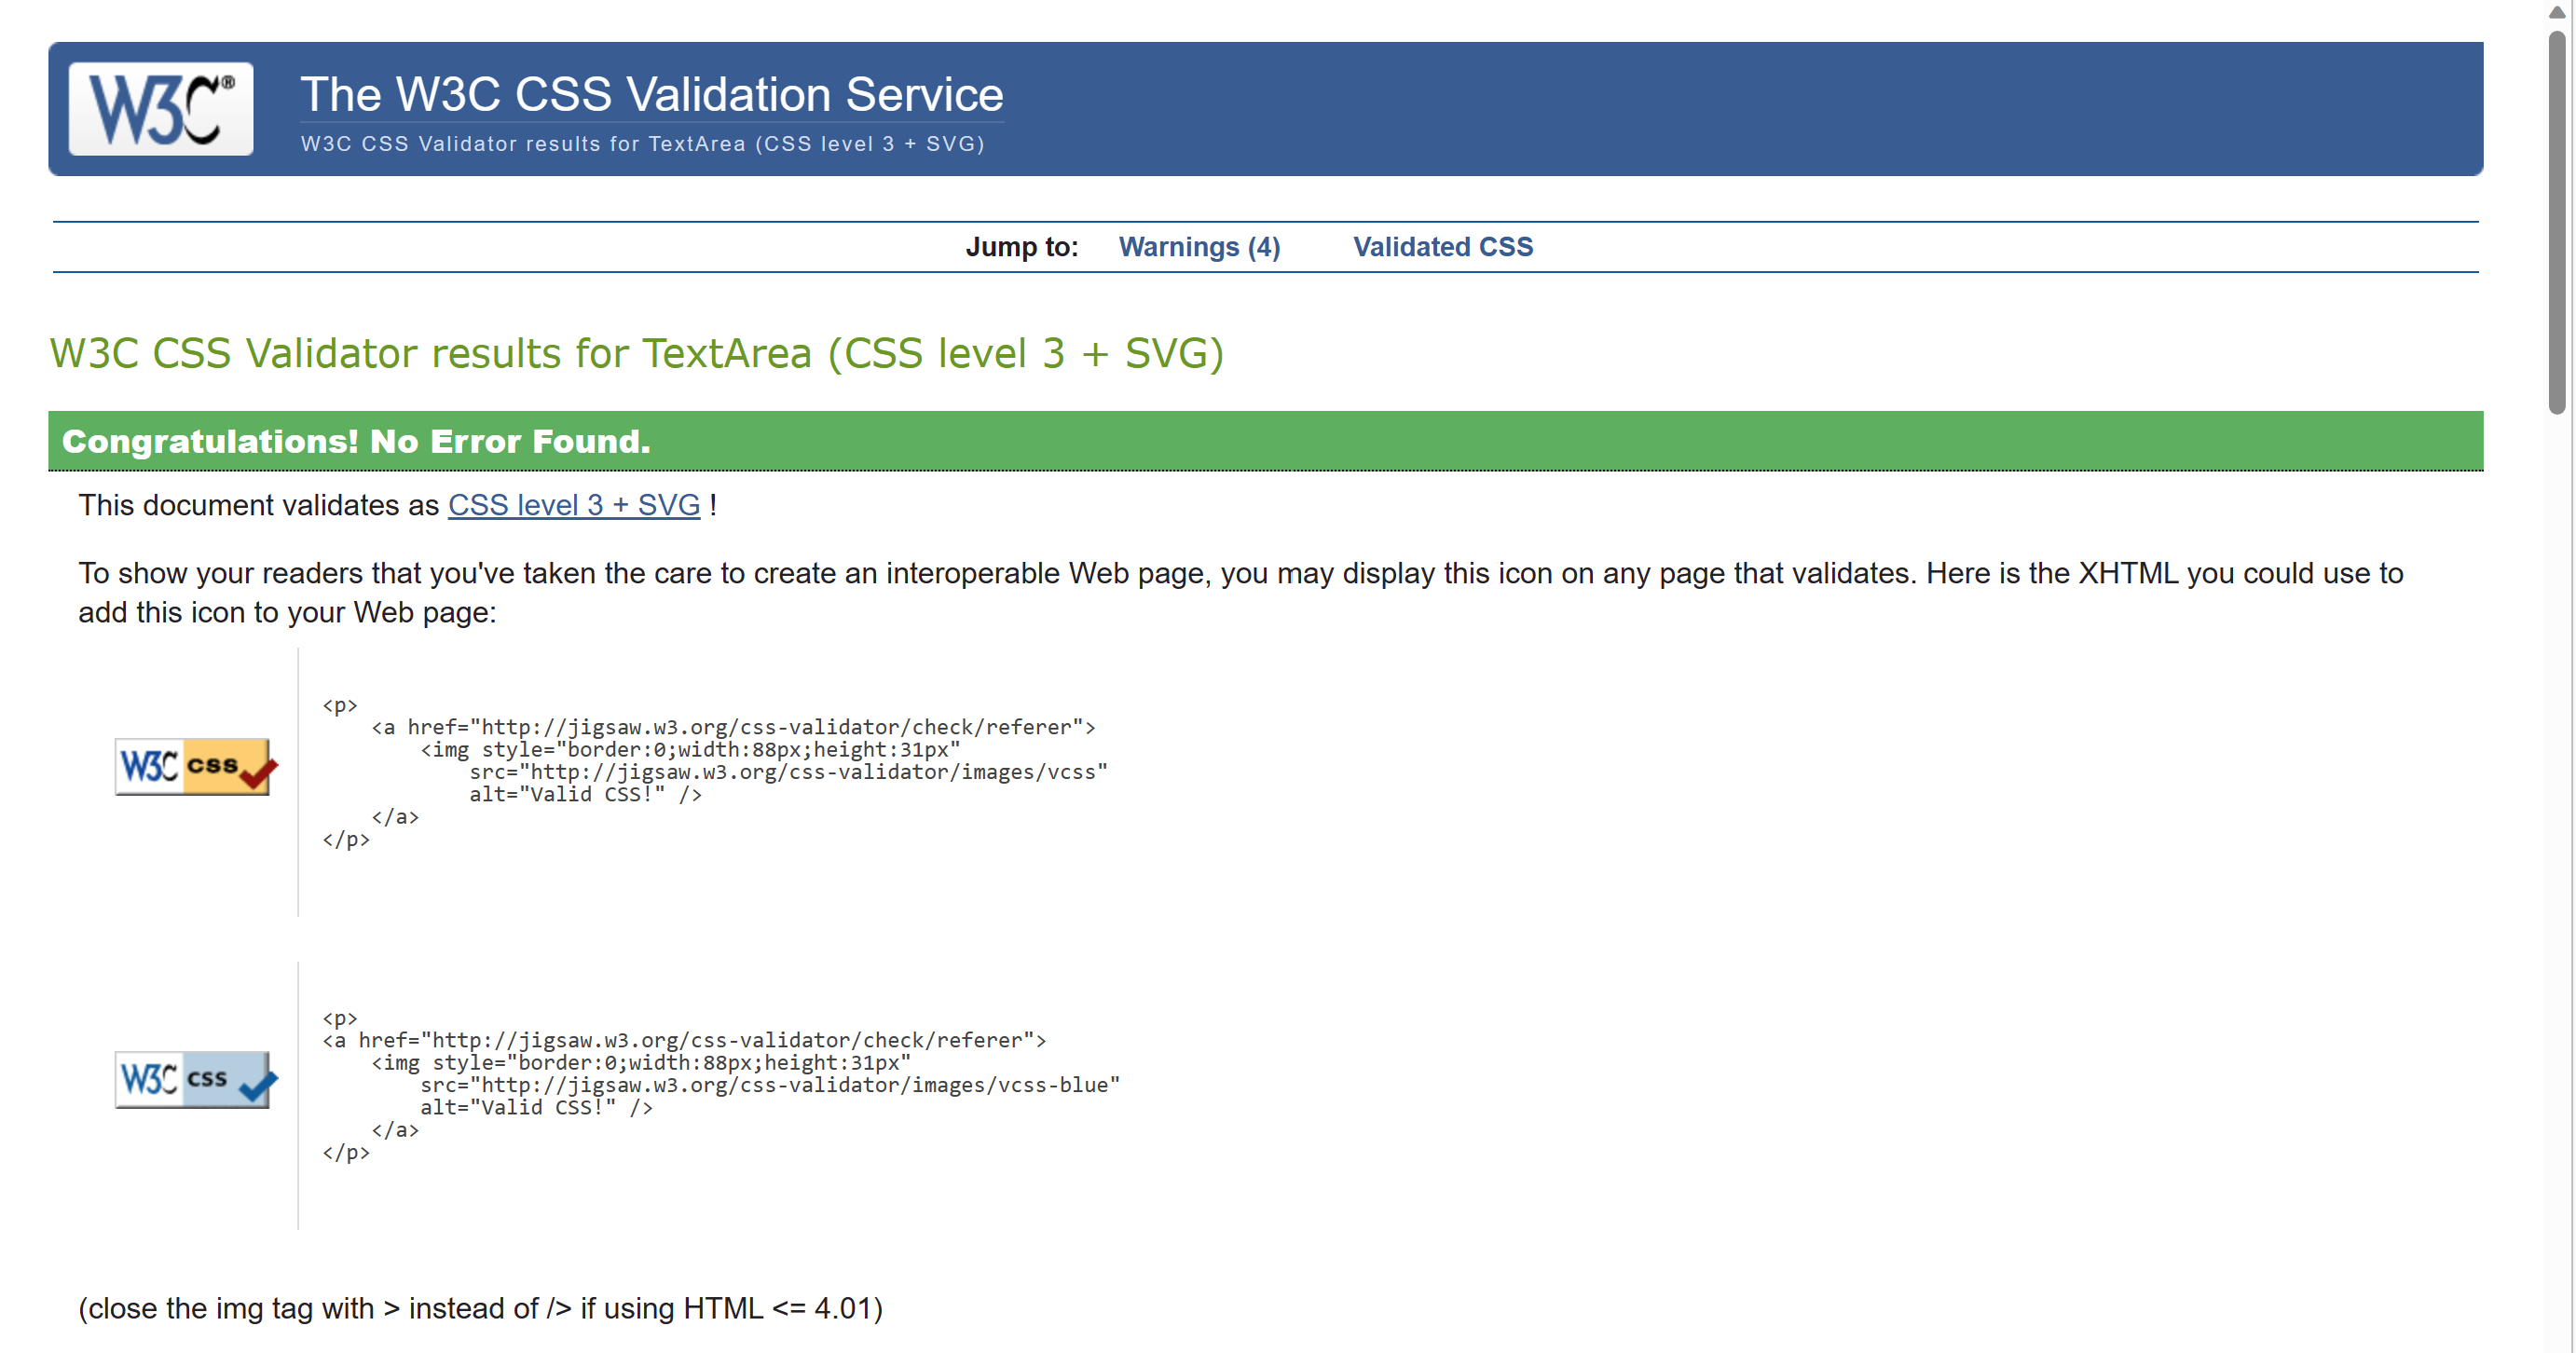 W3C®
The W3C CSS Validation Service
W3C CSS Validator results for TextArea (CSS level 3 + SVG)
Jump to: Warnings (4) Validated CSS
W3C CSS Validator results for TextArea (CSS level 3 + SVG)
Congratulations! No Error Found.
This document validates as CSS level 3 + SVG !
To show your readers that you've taken the care to create an interoperable Web page, you may display this icon on any page that validates. Here is the XHTML you could use to
add this icon to your Web page:
W3C css
<p>
    <a href="http://jigsaw.w3.org/css-validator/check/referer">
        <img style="border:0;width:88px;height:31px"
            src="http://jigsaw.w3.org/css-validator/images/vcss"
            alt="Valid CSS!" />
    </a>
</p>
W3C css
<p>
<a href="http://jigsaw.w3.org/css-validator/check/referer">
    <img style="border:0;width:88px;height:31px"
        src="http://jigsaw.w3.org/css-validator/images/vcss-blue"
        alt="Valid CSS!" />
    </a>
</p>
(close the img tag with > instead of /> if using HTML <= 4.01)